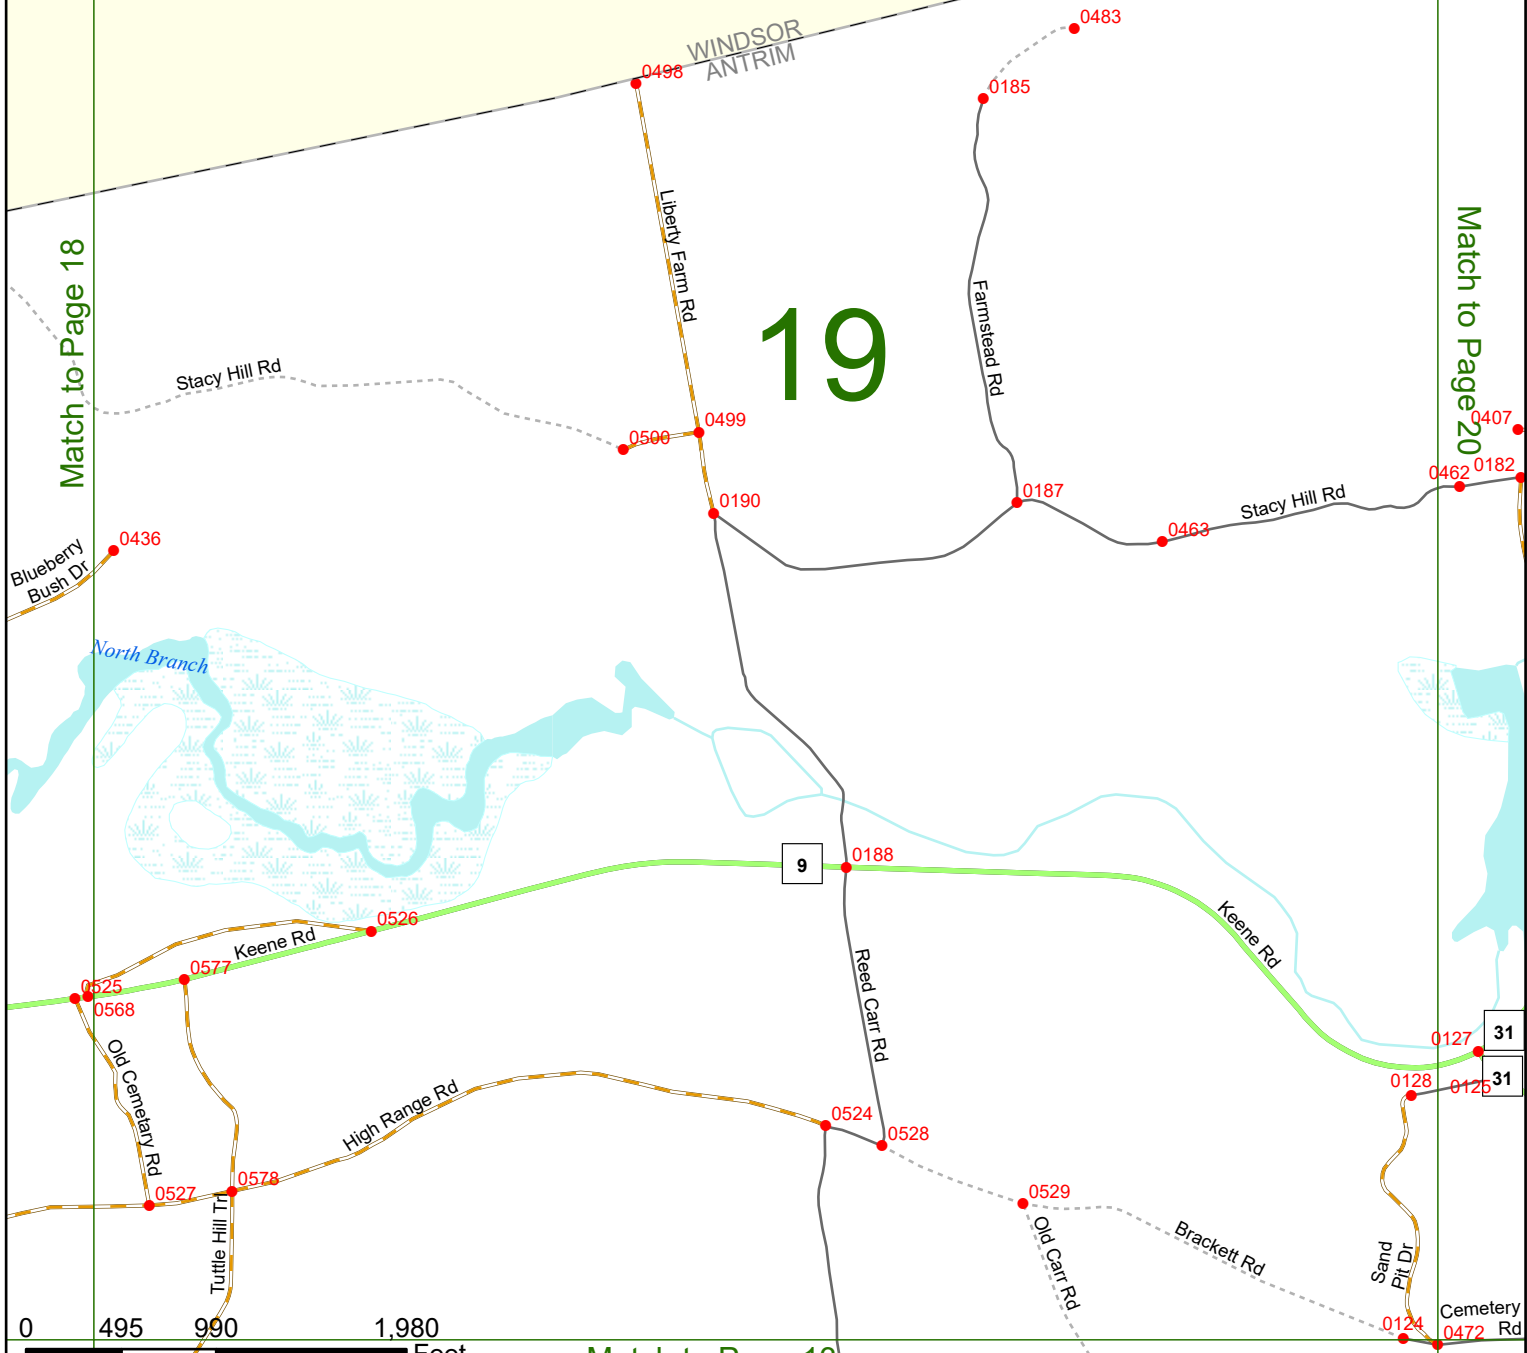 0483
WINDSOR
ANTRIM
0498
0185
Liberty Farm Rd
Match to Page 18
Match to Page 20
Farmstead Rd
19
Stacy Hill Rd
0499
0407
0500
0462
0182
0190
0187
Stacy Hill Rd
0463
0436
Blueberry
Bush Dr
North Branch
9
0188
0526
Keene Rd
Keene Rd
0577
0525
0568
Reed Carr Rd
31
0127
Old Cemetary Rd
31
0128
0125
High Range Rd
0524
0528
0578
0527
0529
Tuttle Hill Trl
Old Carr Rd
Brackett Rd
Sand
Pit Dr
Cemetery
Rd
0124
0472
0 495 990 1,980
Feet